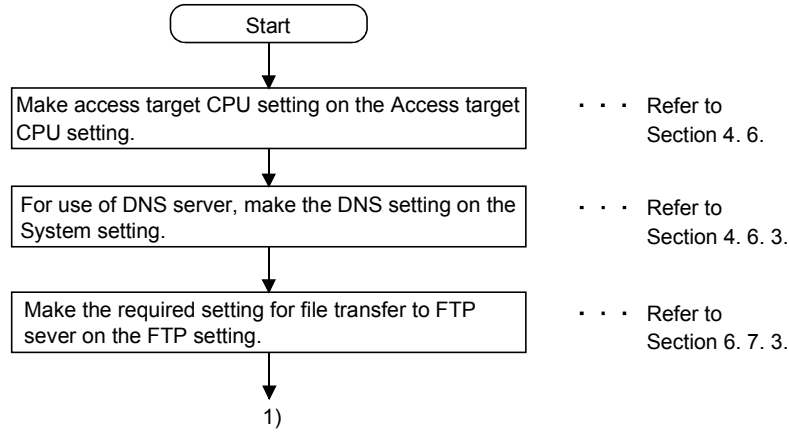 Start
Make access target CPU setting on the Access target
CPU setting.
・・・ Refer to
Section 4. 6.
For use of DNS server, make the DNS setting on the
System setting.
・・・ Refer to
Section 4. 6. 3.
Make the required setting for file transfer to FTP
sever on the FTP setting.
・・・ Refer to
Section 6. 7. 3.
1)